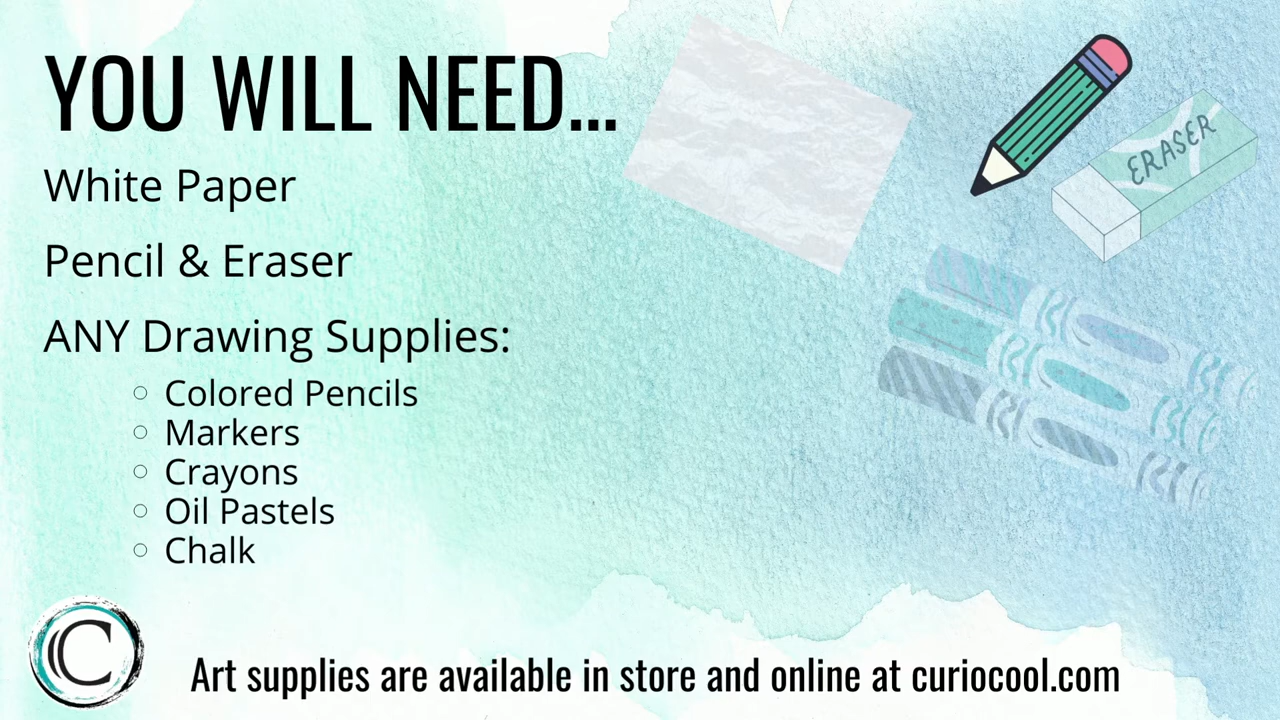 YOU WILL NEED...
White Paper
Pencil & Eraser
ANY Drawing Supplies:
Colored Pencils
Markers
Crayons
Oil Pastels
Chalk
ERASER
C
Art supplies are available in store and online at curiocool.com